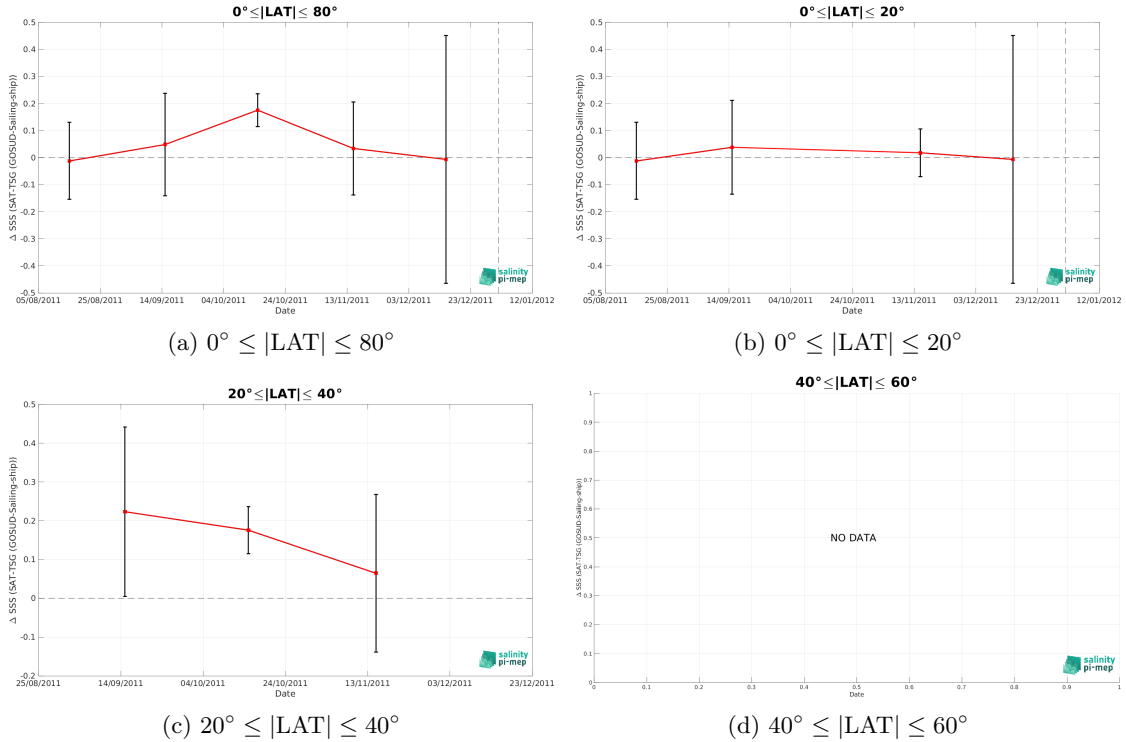 0°≤|LAT|≤ 80°
Δ SSS (SAT-TSG (GOSUD-Sailing-ship))
0.5
0.4
0.3
0.2
0.1
0
-0.1
-0.2
-0.3
-0.4
-0.5
05/08/2011 25/08/2011 14/09/2011 04/10/2011 24/10/2011 13/11/2011 03/12/2011 23/12/2011 12/01/2012
Date
salinity
pi-mep
(a) 0° ≤ |LAT| ≤ 80°
0°≤|LAT|≤ 20°
Δ SSS (SAT-TSG (GOSUD-Sailing-ship))
0.5
0.4
0.3
0.2
0.1
0
-0.1
-0.2
-0.3
-0.4
-0.5
05/08/2011 25/08/2011 14/09/2011 04/10/2011 24/10/2011 13/11/2011 03/12/2011 23/12/2011 12/01/2012
Date
salinity
pi-mep
(b) 0° ≤ |LAT| ≤ 20°
20°≤|LAT|≤ 40°
Δ SSS (SAT-TSG (GOSUD-Sailing-ship))
0.5
0.4
0.3
0.2
0.1
0
-0.1
-0.2
25/08/2011 14/09/2011 04/10/2011 24/10/2011 13/11/2011 03/12/2011 23/12/2011
Date
salinity
pi-mep
(c) 20° ≤ |LAT| ≤ 40°
40°≤|LAT|≤ 60°
Δ SSS (SAT-TSG (GOSUD-Sailing-ship))
1
0.9
0.8
0.7
0.6
0.5
0.4
0.3
0.2
0.1
0
NO DATA
0 0.1 0.2 0.3 0.4 0.5 0.6 0.7 0.8 0.9 1
Date
salinity
pi-mep
(d) 40° ≤ |LAT| ≤ 60°